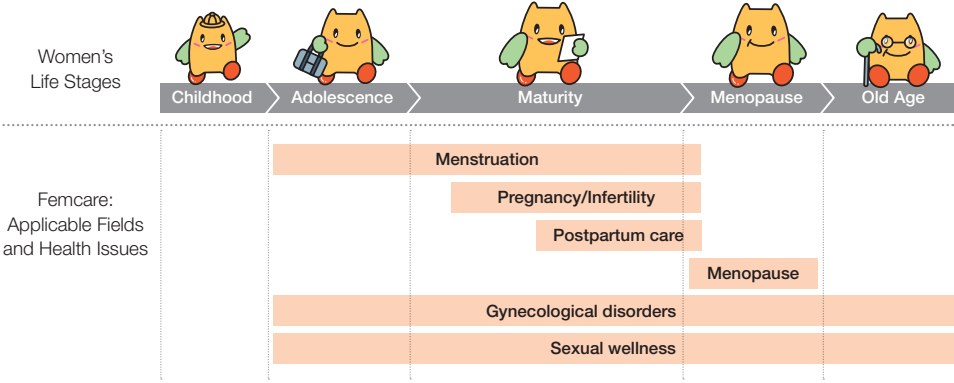 Women's
Life Stages
Childhood
Adolescence
Maturity
Menopause
Old Age
Femcare:
Applicable Fields
and Health Issues
Menstruation
Pregnancy/Infertility
Postpartum care
Menopause
Gynecological disorders
Sexual wellness